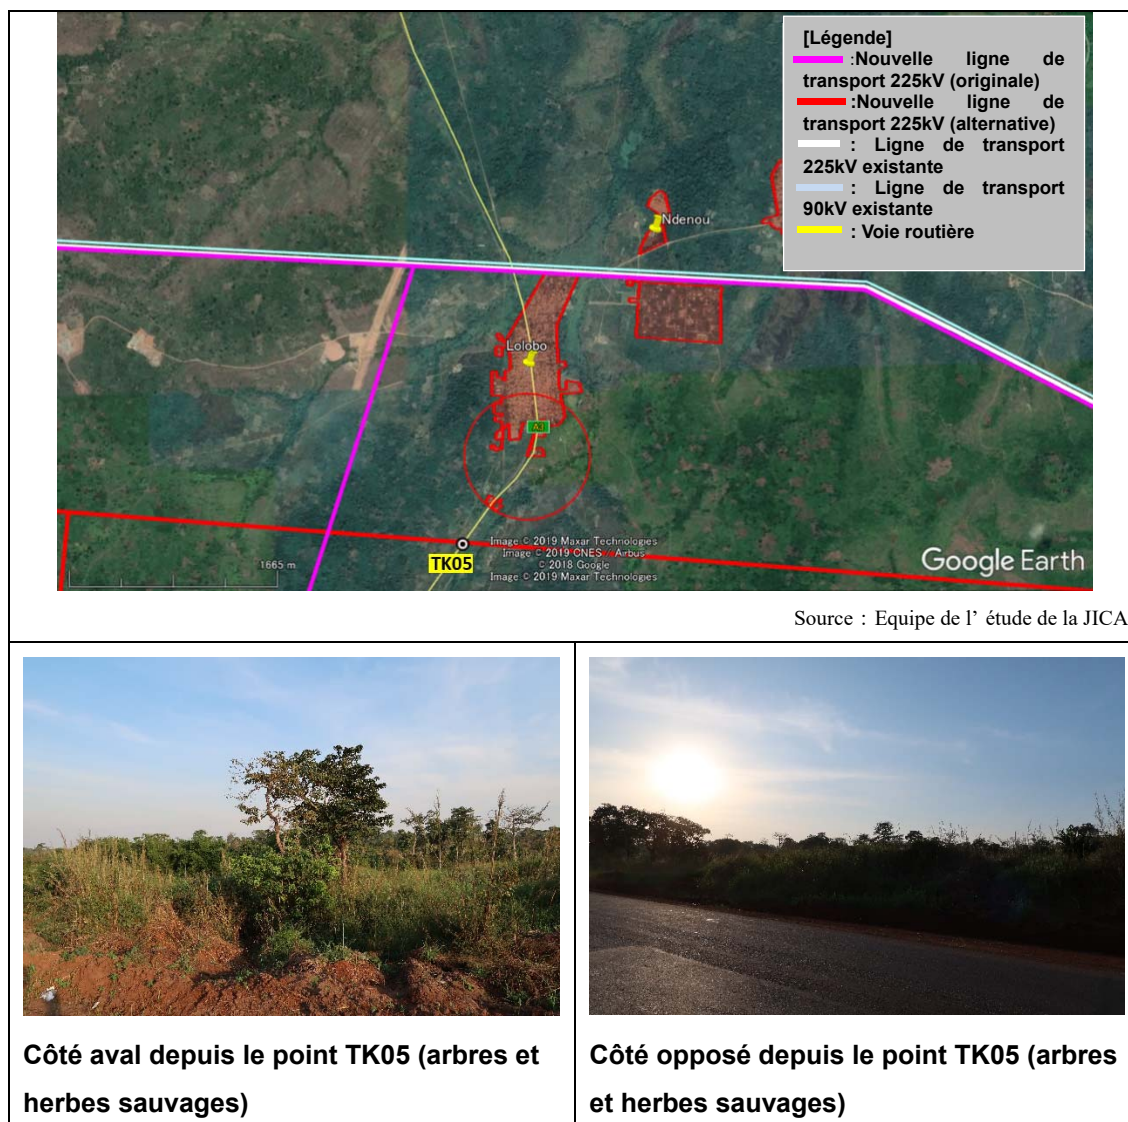 [Légende]
:Nouvelle ligne de
transport 225kV (originale)
:Nouvelle ligne de
transport 225kV (alternative)
: Ligne de transport
225kV existante
: Ligne de transport
90kV existante
: Voie routière
Ndenou
Lolobo
A3
TK05
1665 m
Image © 2019 Maxar Technologies
Image © 2019 CNES / Airbus
© 2018 Google
Image © 2019 Maxar Technologies
Google Earth
Source : Equipe de l’ étude de la JICA
Côté aval depuis le point TK05 (arbres et
herbes sauvages)
Côté opposé depuis le point TK05 (arbres
et herbes sauvages)